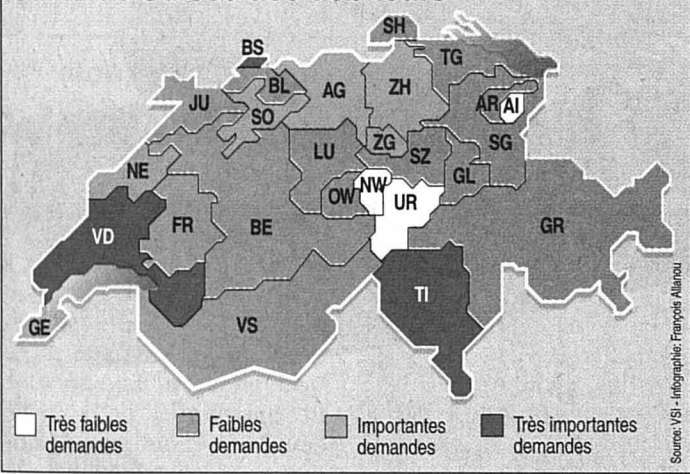 SH
BS
TG
BL
AG
ZH
JU
AR
AI
SO
ZG
SG
LU
SZ
NE
GL
NW
OW
UR
FR
BE
GR
VD
TI
GE
VS
Très faibles
demandes
Faibles
demandes
Importantes
demandes
Très importantes
demandes
Source: VSI - Infographie: François Allanou